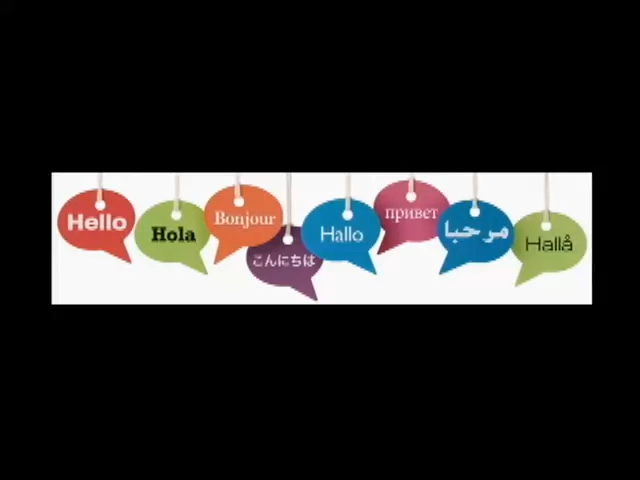 Hello
Hola
Bonjour
こんにちは
Hallo
привет
مرحبا
Hallå